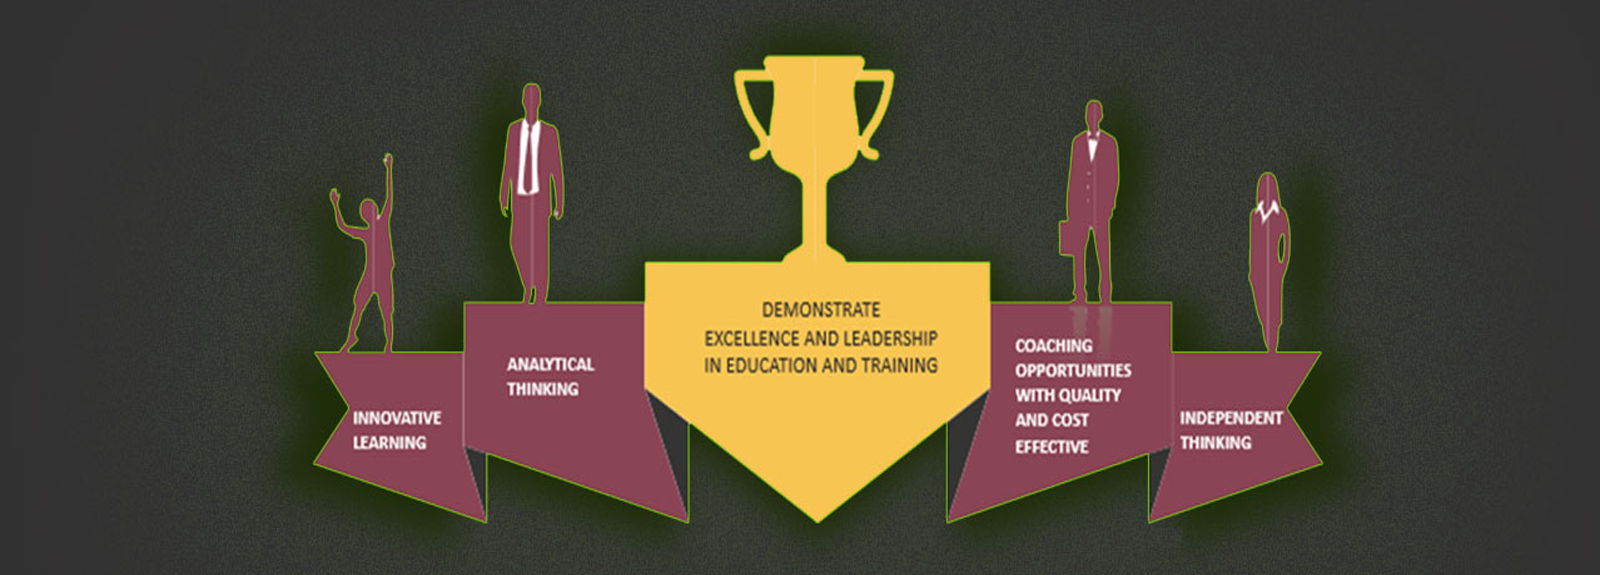 INNOVATIVE
LEARNING
ANALYTICAL
THINKING
DEMONSTRATE
EXCELLENCE AND LEADERSHIP
IN EDUCATION AND TRAINING
COACHING
OPPORTUNITIES
WITH QUALITY
AND COST
EFFECTIVE
INDEPENDENT
THINKING